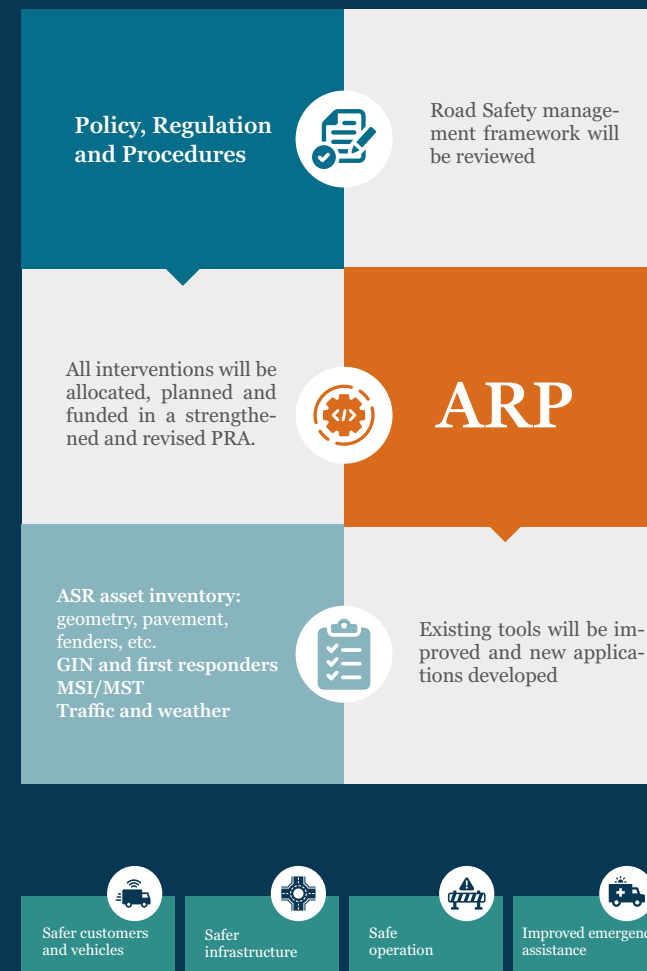 Policy, Regulation
and Procedures
Road Safety manage-
ment framework will
be reviewed
All interventions will be
allocated, planned and
funded in a strengthe-
ned and revised PRA.
</>
ARP
ASR asset inventory:
geometry, pavement,
fenders, etc.
GIN and first responders
MSI/MST
Traffic and weather
Existing tools will be im-
proved and new applica-
tions developed
Safer customers
and vehicles
Safer
infrastructure
Safe
operation
Improved emergenc
assistance